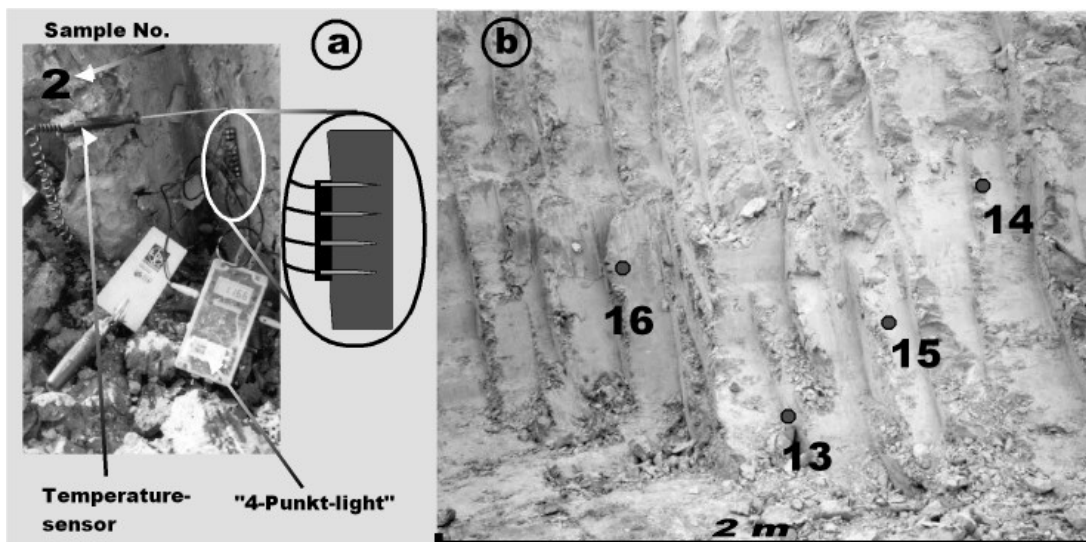 Sample No.
2
a
Temperature-
sensor
"4-Punkt-light"
b
14
16
15
13
2 m